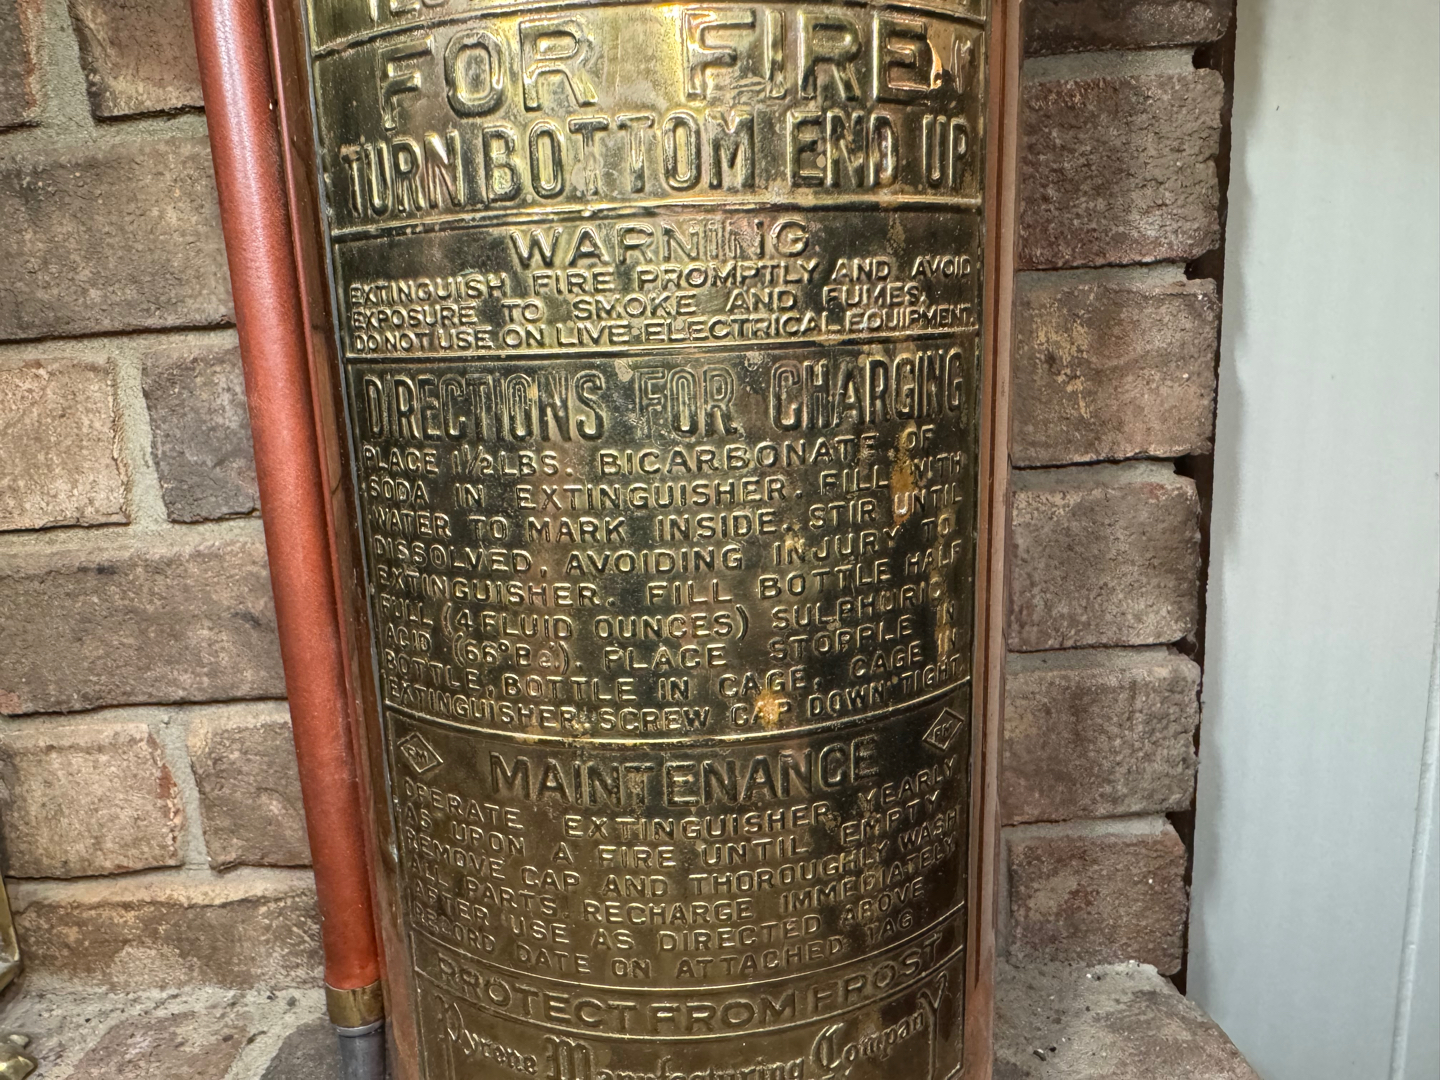 FOR FIRE
TURN BOTTOM END UP
WARNING
EXTINGUISH FIRE PROMPTLY AND AVOID
EXPOSURE TO SMOKE AND FUMES.
DO NOT USE ON LIVE ELECTRICAL EQUIPMENT.
DIRECTIONS FOR CHARGING
PLACE 1 1/2 LBS. BICARBONATE OF
SODA IN EXTINGUISHER. FILL WITH
WATER TO MARK INSIDE. STIR UNTIL
DISSOLVED, AVOIDING INJURY TO
EXTINGUISHER. FILL BOTTLE HALF
FULL (4 FLUID OUNCES) SULPHURIC
ACID (66° Bé). PLACE STOPPLE IN
BOTTLE, BOTTLE IN CAGE, CAGE IN
EXTINGUISHER. SCREW CAP DOWN TIGHT.
FM FM
MAINTENANCE
OPERATE EXTINGUISHER YEARLY
AS UPON A FIRE UNTIL EMPTY
REMOVE CAP AND THOROUGHLY WASH
ALL PARTS. RECHARGE IMMEDIATELY
AFTER USE AS DIRECTED ABOVE
RECORD DATE ON ATTACHED TAG
PROTECT FROM FROST
Pyrene Manufacturing Company